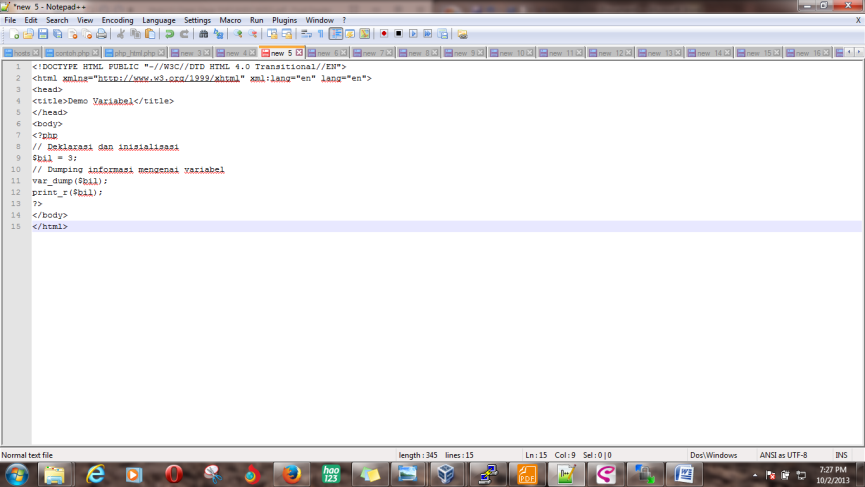 *new 5 - Notepad++
File Edit Search View Encoding Language Settings Macro Run Plugins Window ? X
hosts contoh.php php_html.php new 3 new 4 new 5 new 6 new 7 new 8 new 9 new 10 new 11 new 12 new 13 new 14 new 15 new 16
1 <!DOCTYPE HTML PUBLIC "-//W3C//DTD HTML 4.0 Transitional//EN">
2 <html xmlns="http://www.w3.org/1999/xhtml" xml:lang="en" lang="en">
3 <head>
4 <title>Demo Variabel</title>
5 </head>
6 <body>
7 <?php
8 // Deklarasi dan inisialisasi
9 $bil = 3;
10 // Dumping informasi mengenai variabel
11 var_dump($bil);
12 print_r($bil);
13 ?>
14 </body>
15 </html>
Normal text file length : 345 lines : 15 Ln : 15 Col : 9 Sel : 0 | 0 Dos\Windows ANSI as UTF-8 INS
hao
123
PDF
7:27 PM
10/2/2013